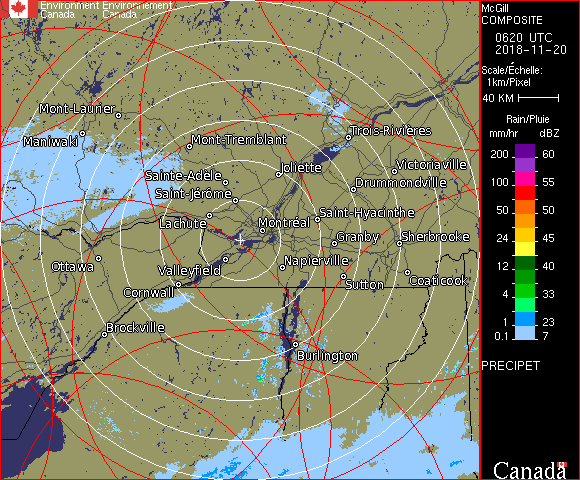 Environment Environnement
Canada Canada
McGill
COMPOSITE
0620 UTC
2018-11-20
Scale/Échelle:
1km/Pixel
40 KM
Rain/Pluie
mm/hr dBZ
200 60
100 55
50 50
24 45
12 40
4 33
1 23
0.1 7
PRECIPET
Mont-Laurier
Maniwaki
Mont-Tremblant
Trois-Rivières
Sainte-Adèle
Joliette
Victoriaville
Saint-Jérôme
Drummondville
Lachute
Montréal
Saint-Hyacinthe
Granby
Sherbrooke
Ottawa
Valleyfield
Napierville
Cornwall
Sutton
Coaticook
Brockville
Burlington
Canada